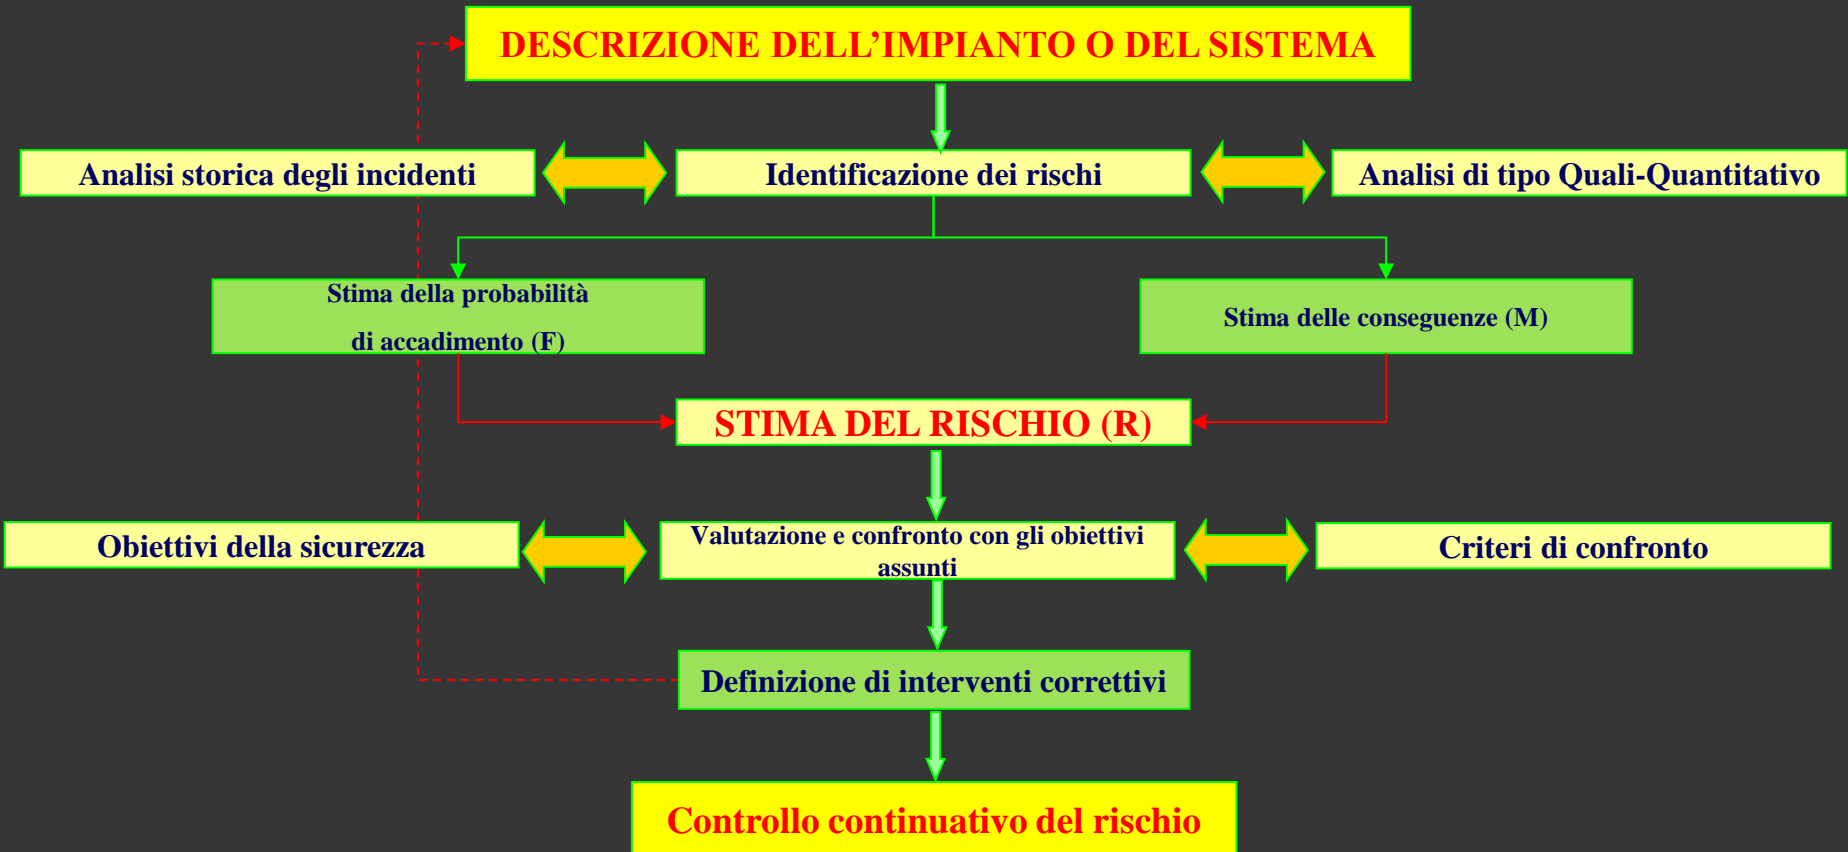 DESCRIZIONE DELL’IMPIANTO O DEL SISTEMA
Analisi storica degli incidenti
Identificazione dei rischi
Analisi di tipo Quali-Quantitativo
Stima della probabilità
di accadimento (F)
Stima delle conseguenze (M)
STIMA DEL RISCHIO (R)
Obiettivi della sicurezza
Valutazione e confronto con gli obiettivi
assunti
Criteri di confronto
Definizione di interventi correttivi
Controllo continuativo del rischio